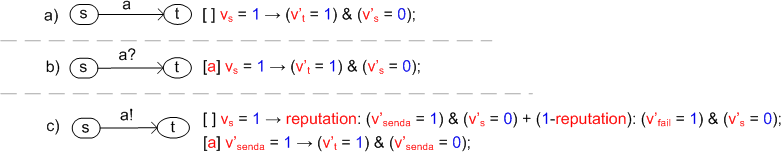 a) s a t [ ] vs = 1 → (v't = 1) & (v's = 0);
b) s a? t [a] vs = 1 → (v't = 1) & (v's = 0);
c) s a! t [ ] vs = 1 → reputation: (v'senda = 1) & (v's = 0) + (1-reputation): (v'fail = 1) & (v's = 0);
[a] v'senda = 1 → (v't = 1) & (v'senda = 0);